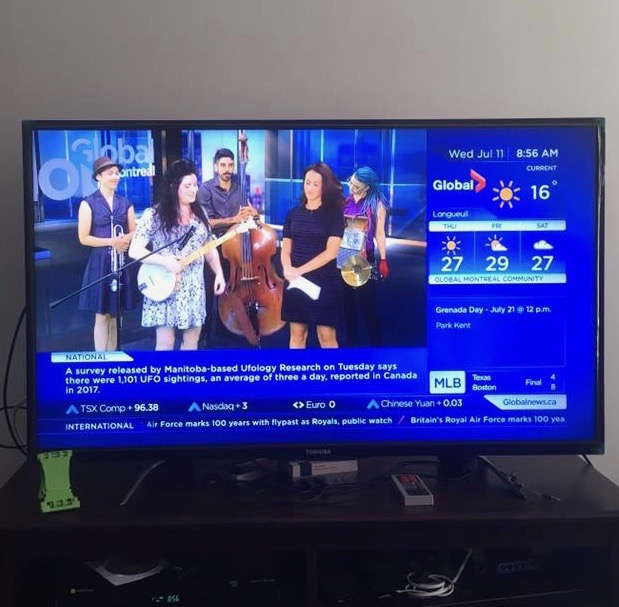 Global
ontreal
Wed Jul 11 8:56 AM
CURRENT
Global
16°
Longueuil
THU FRI SAT
27 29 27
GLOBAL MONTREAL COMMUNITY
Grenada Day - July 21 @ 12 p.m.
Park Kent
NATIONAL
A survey released by Manitoba-based Ufology Research on Tuesday says
there were 1,101 UFO sightings, an average of three a day, reported in Canada
in 2017.
MLB Texas Final 4
Boston 8
TSX Comp + 96.38 Nasdaq + 3 <> Euro 0 Chinese Yuan + 0.03
Globalnews.ca
INTERNATIONAL Air Force marks 100 years with flypast as Royals, public watch / Britain's Royal Air Force marks 100 yea
TOSHIBA
856